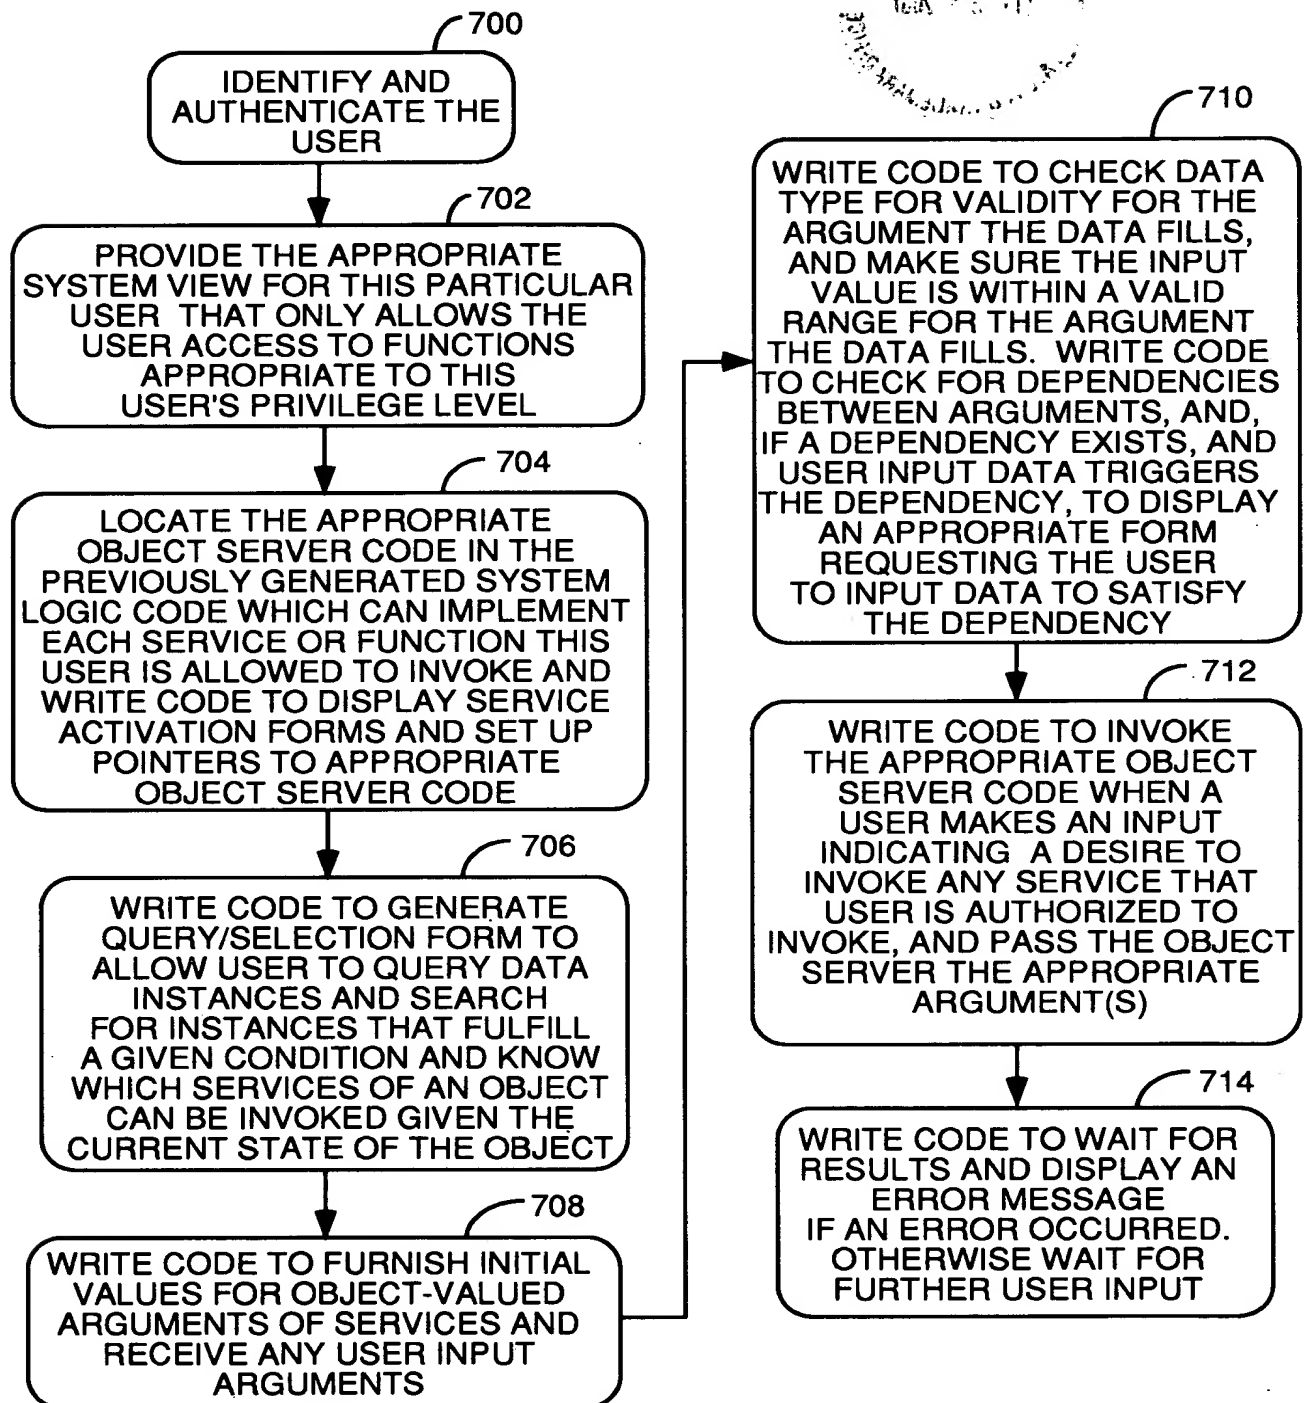 700
IDENTIFY AND
AUTHENTICATE THE
USER
702
PROVIDE THE APPROPRIATE
SYSTEM VIEW FOR THIS PARTICULAR
USER THAT ONLY ALLOWS THE
USER ACCESS TO FUNCTIONS
APPROPRIATE TO THIS
USER'S PRIVILEGE LEVEL
704
LOCATE THE APPROPRIATE
OBJECT SERVER CODE IN THE
PREVIOUSLY GENERATED SYSTEM
LOGIC CODE WHICH CAN IMPLEMENT
EACH SERVICE OR FUNCTION THIS
USER IS ALLOWED TO INVOKE AND
WRITE CODE TO DISPLAY SERVICE
ACTIVATION FORMS AND SET UP
POINTERS TO APPROPRIATE
OBJECT SERVER CODE
706
WRITE CODE TO GENERATE
QUERY/SELECTION FORM TO
ALLOW USER TO QUERY DATA
INSTANCES AND SEARCH
FOR INSTANCES THAT FULFILL
A GIVEN CONDITION AND KNOW
WHICH SERVICES OF AN OBJECT
CAN BE INVOKED GIVEN THE
CURRENT STATE OF THE OBJECT
708
WRITE CODE TO FURNISH INITIAL
VALUES FOR OBJECT-VALUED
ARGUMENTS OF SERVICES AND
RECEIVE ANY USER INPUT
ARGUMENTS
710
WRITE CODE TO CHECK DATA
TYPE FOR VALIDITY FOR THE
ARGUMENT THE DATA FILLS,
AND MAKE SURE THE INPUT
VALUE IS WITHIN A VALID
RANGE FOR THE ARGUMENT
THE DATA FILLS. WRITE CODE
TO CHECK FOR DEPENDENCIES
BETWEEN ARGUMENTS, AND,
IF A DEPENDENCY EXISTS, AND
USER INPUT DATA TRIGGERS
THE DEPENDENCY, TO DISPLAY
AN APPROPRIATE FORM
REQUESTING THE USER
TO INPUT DATA TO SATISFY
THE DEPENDENCY
712
WRITE CODE TO INVOKE
THE APPROPRIATE OBJECT
SERVER CODE WHEN A
USER MAKES AN INPUT
INDICATING A DESIRE TO
INVOKE ANY SERVICE THAT
USER IS AUTHORIZED TO
INVOKE, AND PASS THE OBJECT
SERVER THE APPROPRIATE
ARGUMENT(S)
714
WRITE CODE TO WAIT FOR
RESULTS AND DISPLAY AN
ERROR MESSAGE
IF AN ERROR OCCURRED.
OTHERWISE WAIT FOR
FURTHER USER INPUT